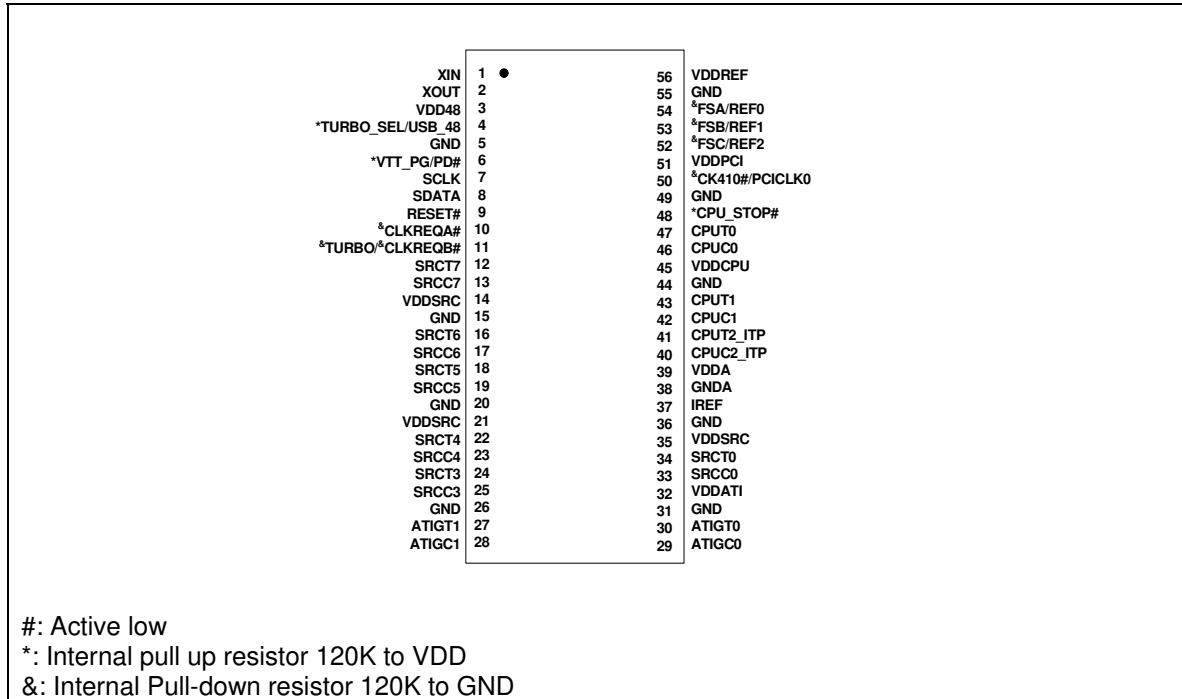 XIN 1 56 VDDREF
XOUT 2 55 GND
VDD48 3 54 &FSA/REF0
*TURBO_SEL/USB_48 4 53 &FSB/REF1
GND 5 52 &FSC/REF2
*VTT_PG/PD# 6 51 VDDPCI
SCLK 7 50 &CK410#/PCICLK0
SDATA 8 49 GND
RESET# 9 48 *CPU_STOP#
&CLKREQA# 10 47 CPUT0
&TURBO/&CLKREQB# 11 46 CPUC0
SRCT7 12 45 VDDCPU
SRCC7 13 44 GND
VDDSRC 14 43 CPUT1
GND 15 42 CPUC1
SRCT6 16 41 CPUT2_ITP
SRCC6 17 40 CPUC2_ITP
SRCT5 18 39 VDDA
SRCC5 19 38 GNDA
GND 20 37 IREF
VDDSRC 21 36 GND
SRCT4 22 35 VDDSRC
SRCC4 23 34 SRCT0
SRCT3 24 33 SRCC0
SRCC3 25 32 VDDATI
GND 26 31 GND
ATIGT1 27 30 ATIGT0
ATIGC1 28 29 ATIGC0
#: Active low
*: Internal pull up resistor 120K to VDD
&: Internal Pull-down resistor 120K to GND